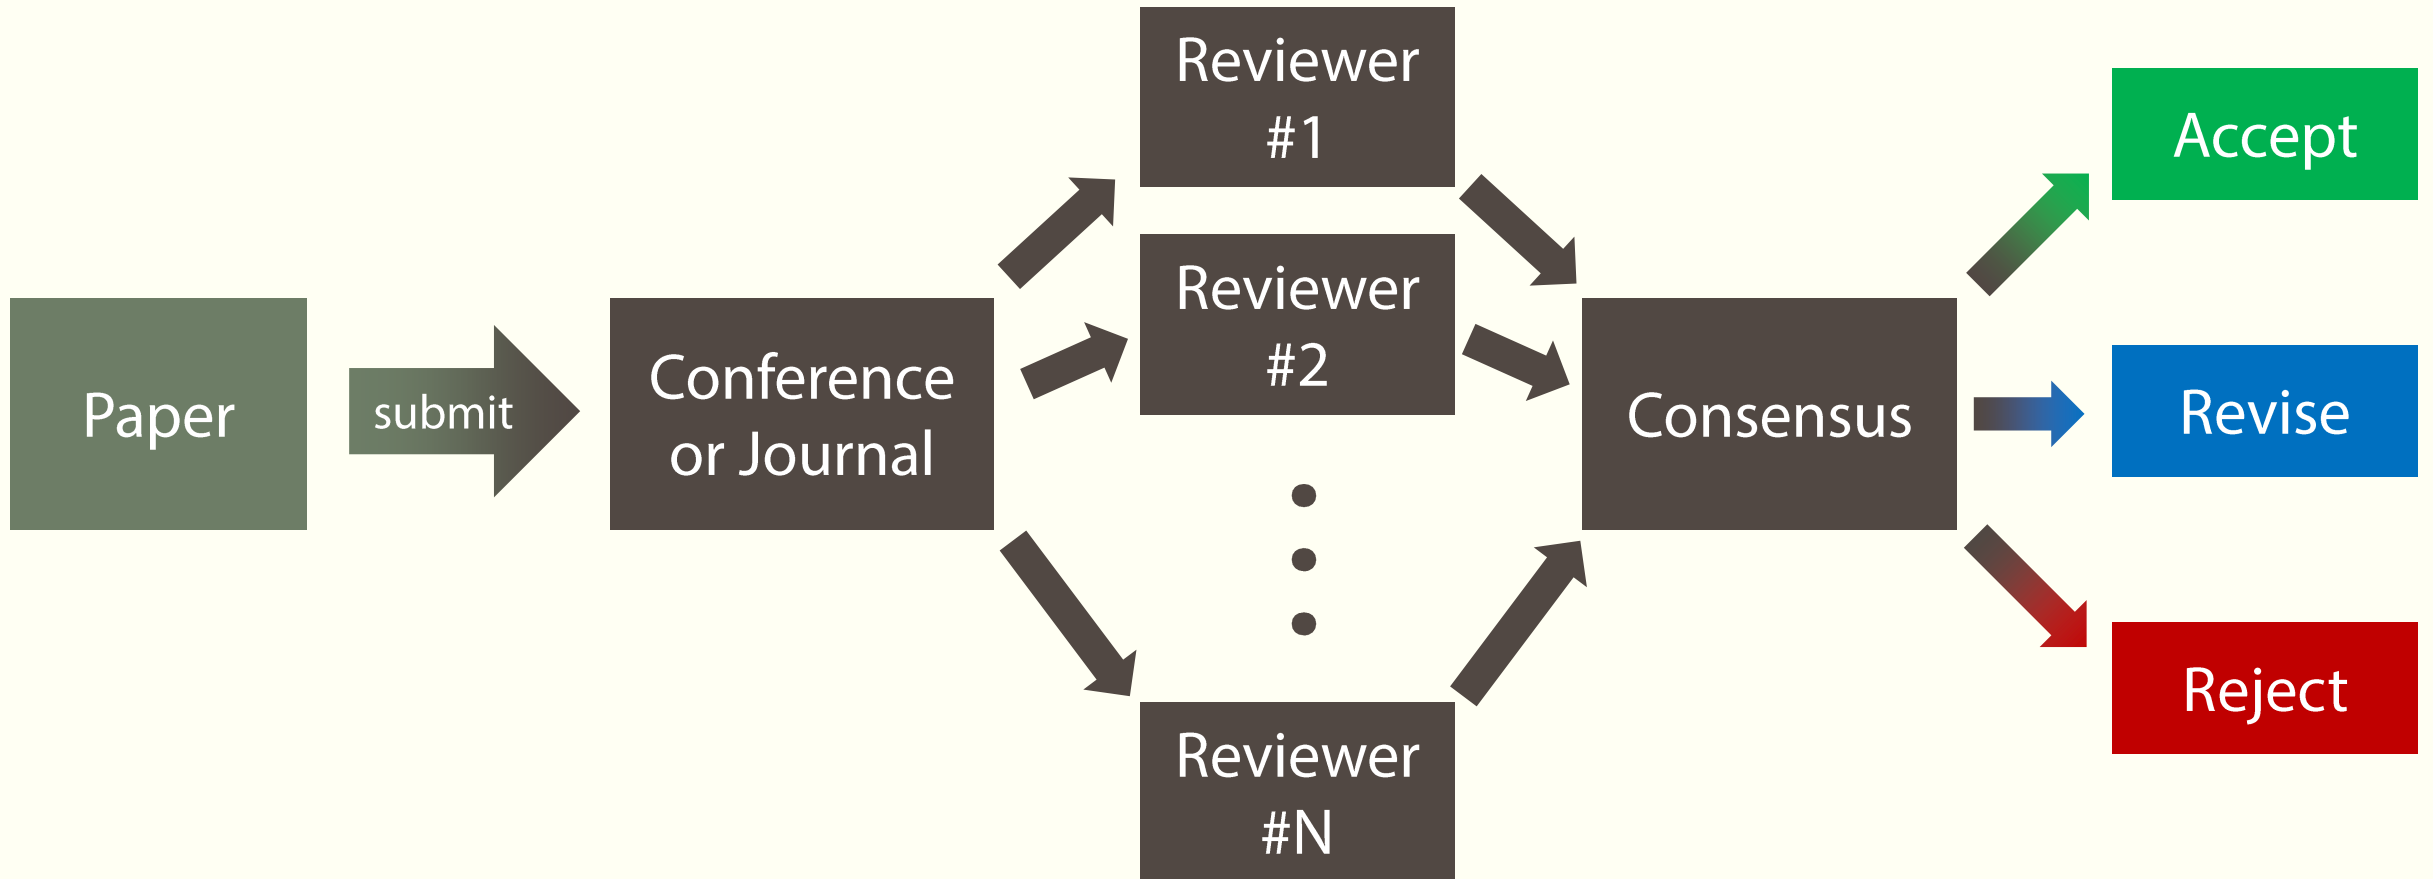 Paper
submit
Conference
or Journal
Reviewer
#1
Reviewer
#2
Reviewer
#N
Consensus
Accept
Revise
Reject